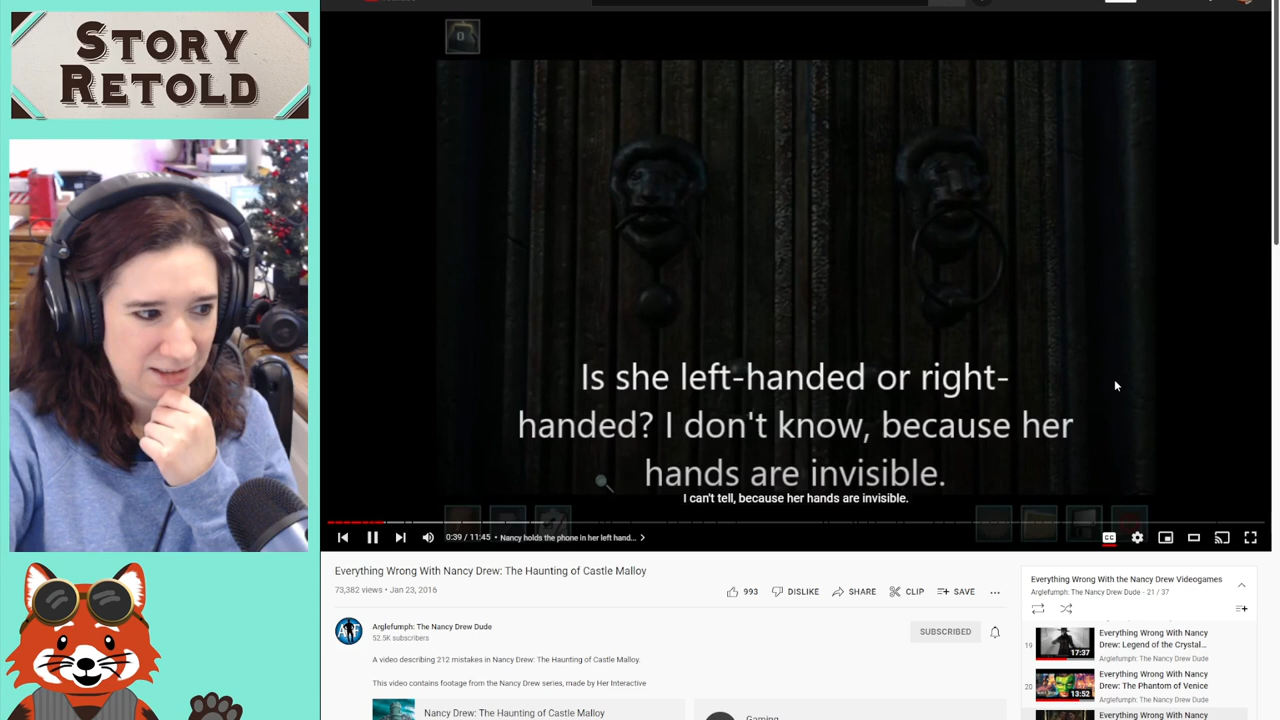 STORY
RETOLD
0
Is she left-handed or right-
handed? I don't know, because her
hands are invisible.
I can't tell, because her hands are invisible.
0:39 / 11:45 • Nancy holds the phone in her left hand...
CC
Everything Wrong With Nancy Drew: The Haunting of Castle Malloy
73,382 views • Jan 23, 2016
993
DISLIKE
SHARE
CLIP
SAVE
Arglefumph: The Nancy Drew Dude
52.5K subscribers
SUBSCRIBED
A video describing 212 mistakes in Nancy Drew: The Haunting of Castle Malloy.
This video contains footage from the Nancy Drew series, made by Her Interactive
Nancy Drew: The Haunting of Castle Malloy
Gaming
Everything Wrong With the Nancy Drew Videogames
Arglefumph: The Nancy Drew Dude - 21 / 37
19
17:37
Everything Wrong With Nancy
Drew: Legend of the Crystal...
Arglefumph: The Nancy Drew Dude
20
13:52
Everything Wrong With Nancy
Drew: The Phantom of Venice
Arglefumph: The Nancy Drew Dude
Everything Wrong With Nancy